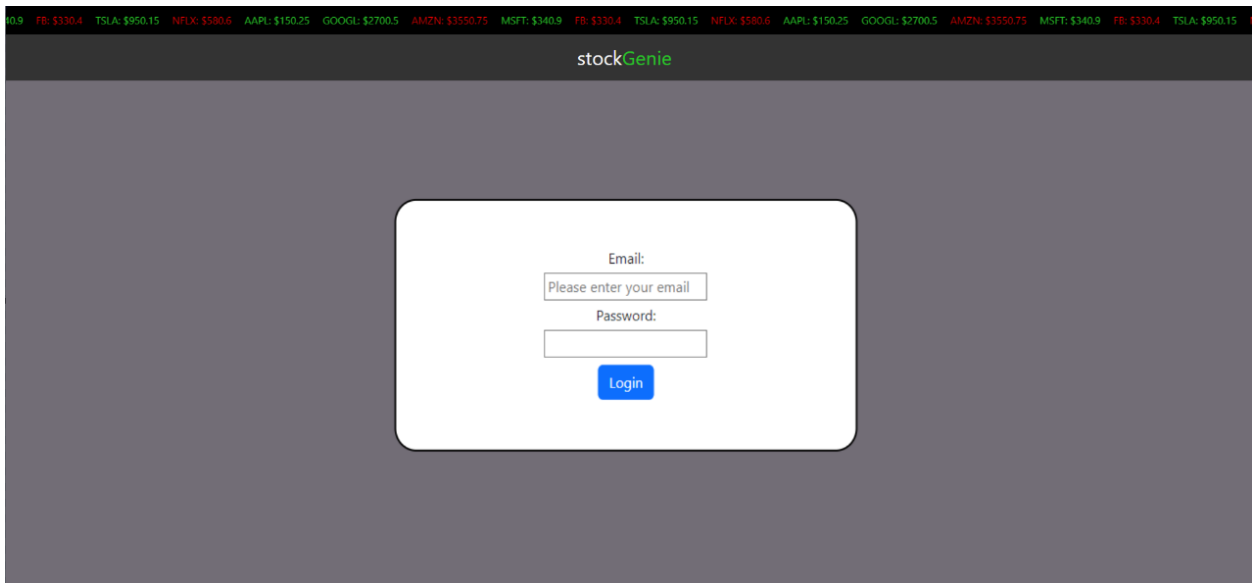 40.9 FB: $330.4 TSLA: $950.15 NFLX: $580.6 AAPL: $150.25 GOOGL: $2700.5 AMZN: $3550.75 MSFT: $340.9 FB: $330.4 TSLA: $950.15 NFLX: $580.6 AAPL: $150.25 GOOGL: $2700.5 AMZN: $3550.75 MSFT: $340.9 FB: $330.4 TSLA: $950.15
stockGenie
Email:
Please enter your email
Password:
Login